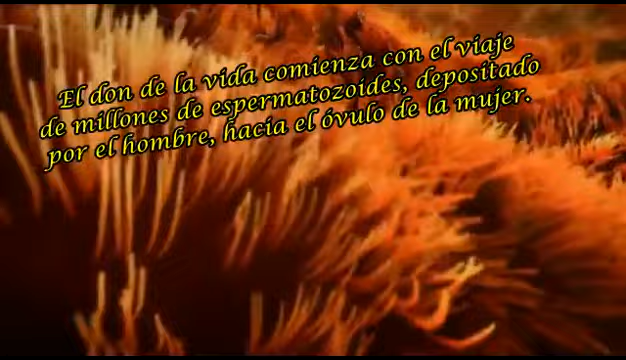 El don de la vida comienza con el viaje
de millones de espermatozoides, depositado
por el hombre, hacia el óvulo de la mujer.